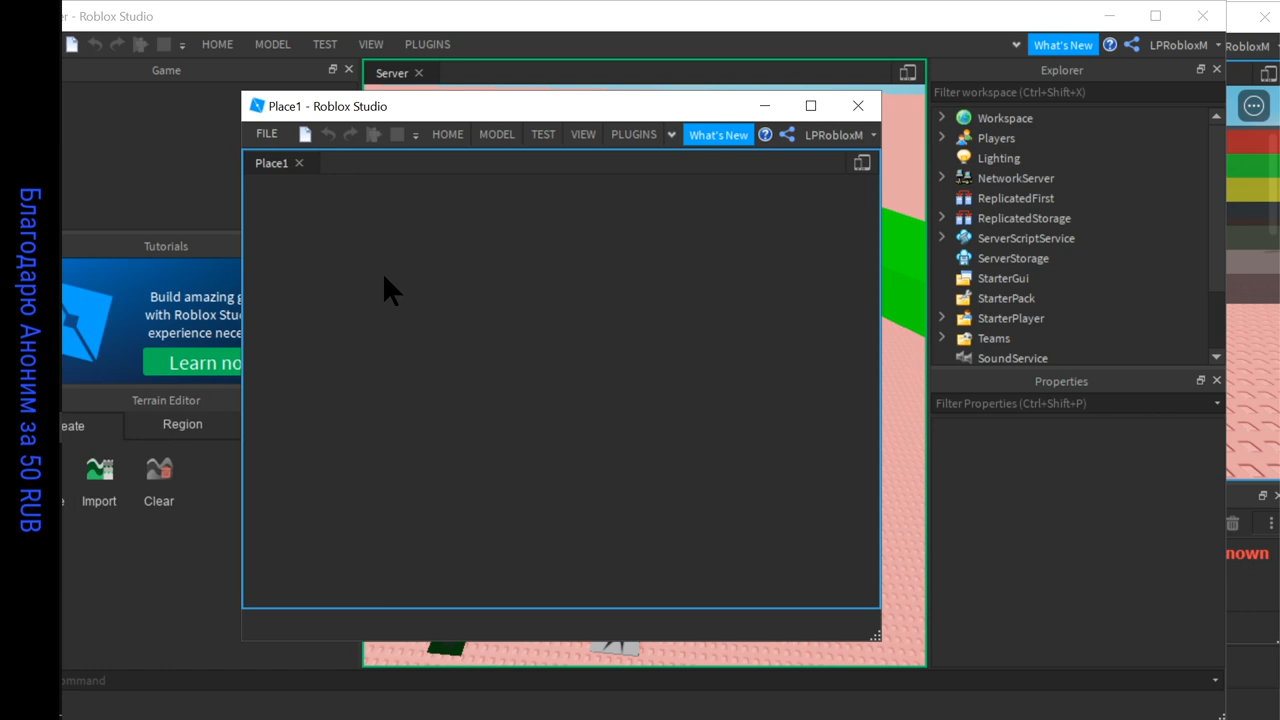 Благодарю Аноним за 50 RUB
er - Roblox Studio
HOME MODEL TEST VIEW PLUGINS What's New LPRobloxM
RobloxM
Game
Server
Explorer
Filter workspace (Ctrl+Shift+X)
Workspace
Players
Lighting
NetworkServer
ReplicatedFirst
ReplicatedStorage
ServerScriptService
ServerStorage
StarterGui
StarterPack
StarterPlayer
Teams
SoundService
Properties
Filter Properties (Ctrl+Shift+P)
Place1 - Roblox Studio
FILE HOME MODEL TEST VIEW PLUGINS What's New LPRobloxM
Place1
Tutorials
Build amazing g
with Roblox Stu
experience nece
Learn no
Terrain Editor
eate Region
e Import Clear
nown
ommand